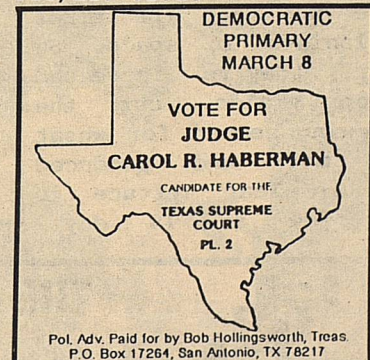 DEMOCRATIC
PRIMARY
MARCH 8
VOTE FOR
JUDGE
CAROL R. HABERMAN
CANDIDATE FOR THE
TEXAS SUPREME
COURT
PL. 2
Pol. Adv. Paid for by Bob Hollingsworth, Treas.
P.O. Box 17264, San Antonio, TX 78217